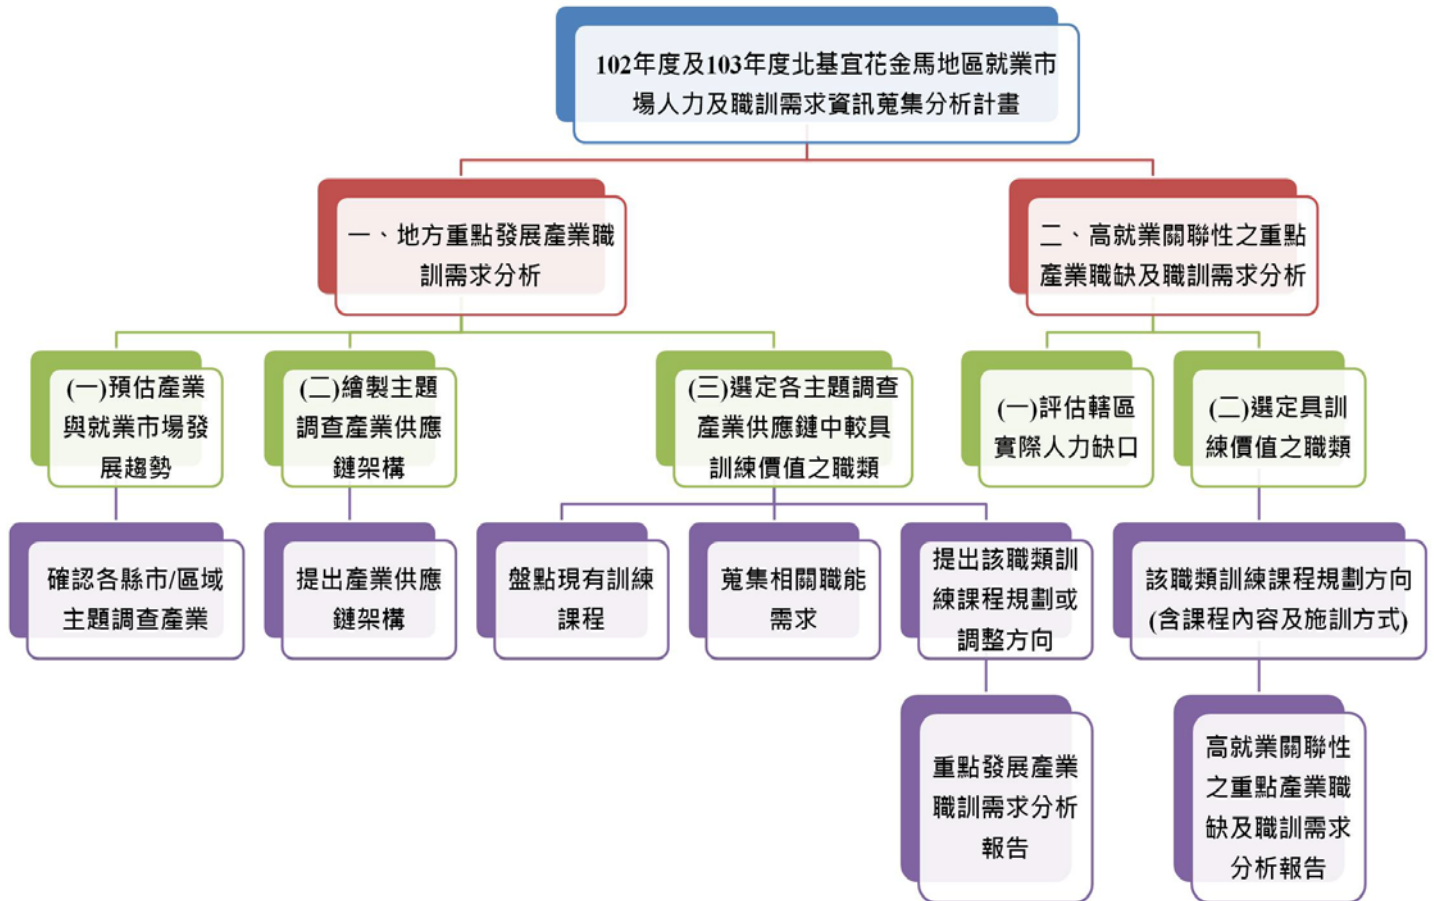 102年度及103年度北基宜花金馬地區就業市
場人力及職訓需求資訊蒐集分析計畫
一、地方重點發展產業職
訓需求分析
二、高就業關聯性之重點
產業職缺及職訓需求分析
(一)預估產業
與就業市場發
展趨勢
(二)繪製主題
調查產業供應
鏈架構
(三)選定各主題調查
產業供應鏈中較具
訓練價值之職類
(一)評估轄區
實際人力缺口
(二)選定具訓
練價值之職類
確認各縣市/區域
主題調查產業
提出產業供應
鏈架構
盤點現有訓練
課程
蒐集相關職能
需求
提出該職類訓
練課程規劃或
調整方向
該職類訓練課程規劃方向
(含課程內容及施訓方式)
重點發展產業
職訓需求分析
報告
高就業關聯性
之重點產業職
缺及職訓需求
分析報告